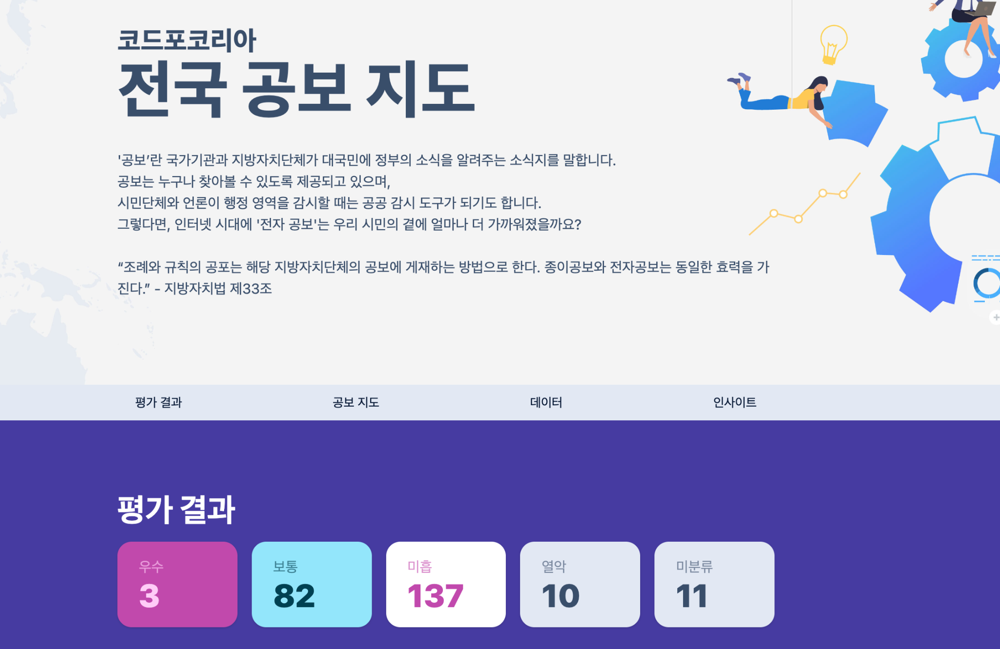 코드포코리아
전국 공보 지도
'공보’란 국가기관과 지방자치단체가 대국민에 정부의 소식을 알려주는 소식지를 말합니다.
공보는 누구나 찾아볼 수 있도록 제공되고 있으며,
시민단체와 언론이 행정 영역을 감시할 때는 공공 감시 도구가 되기도 합니다.
그렇다면, 인터넷 시대에 '전자 공보'는 우리 시민의 곁에 얼마나 더 가까워졌을까요?
“조례와 규칙의 공포는 해당 지방자치단체의 공보에 게재하는 방법으로 한다. 종이공보와 전자공보는 동일한 효력을 가
진다.” - 지방자치법 제33조
평가 결과 공보 지도 데이터 인사이트
평가 결과
우수 보통 미흡 열악 미분류
3 82 137 10 11